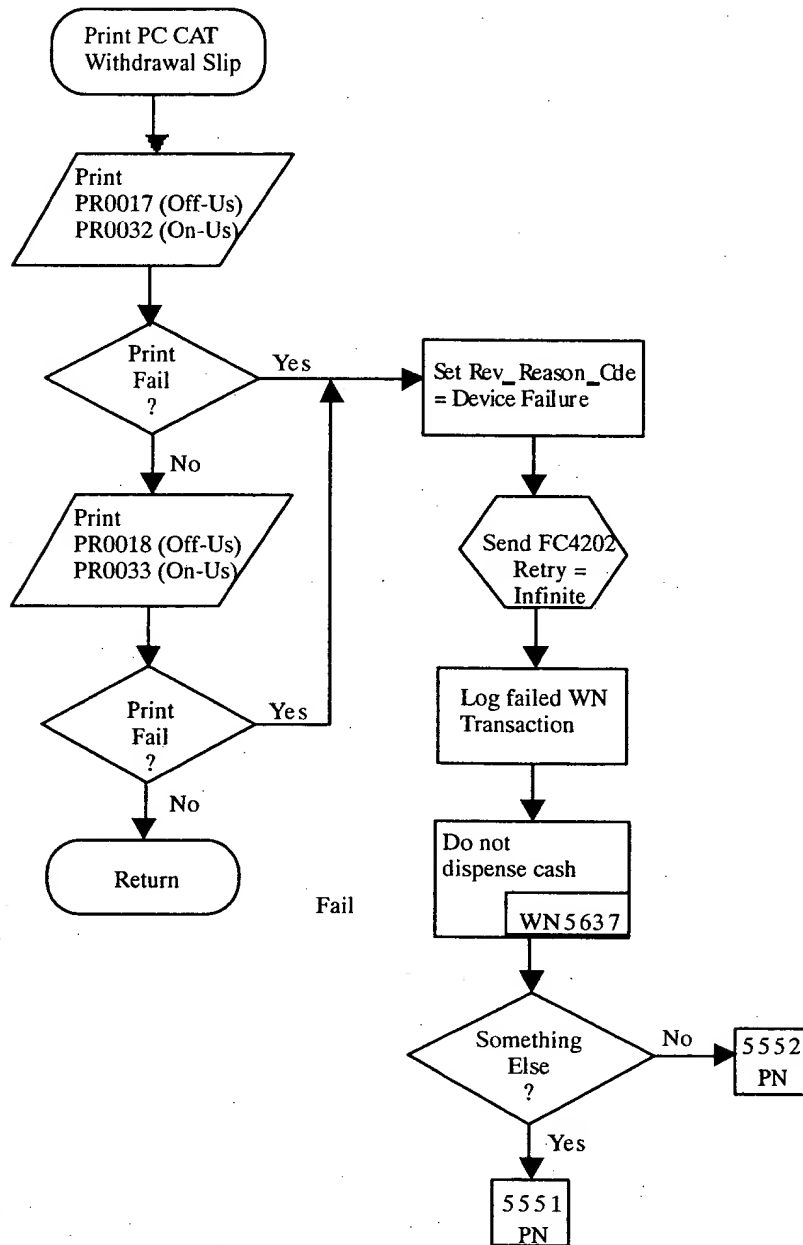 Print PC CAT
Withdrawal Slip
Print
PR0017 (Off-Us)
PR0032 (On-Us)
Print
Fail
?
Yes
No
Print
PR0018 (Off-Us)
PR0033 (On-Us)
Print
Fail
?
Yes
No
Return
Fail
Set Rev_Reason_Cde
= Device Failure
Send FC4202
Retry =
Infinite
Log failed WN
Transaction
Do not
dispense cash
WN5637
Something
Else
?
No
5552
PN
Yes
5551
PN